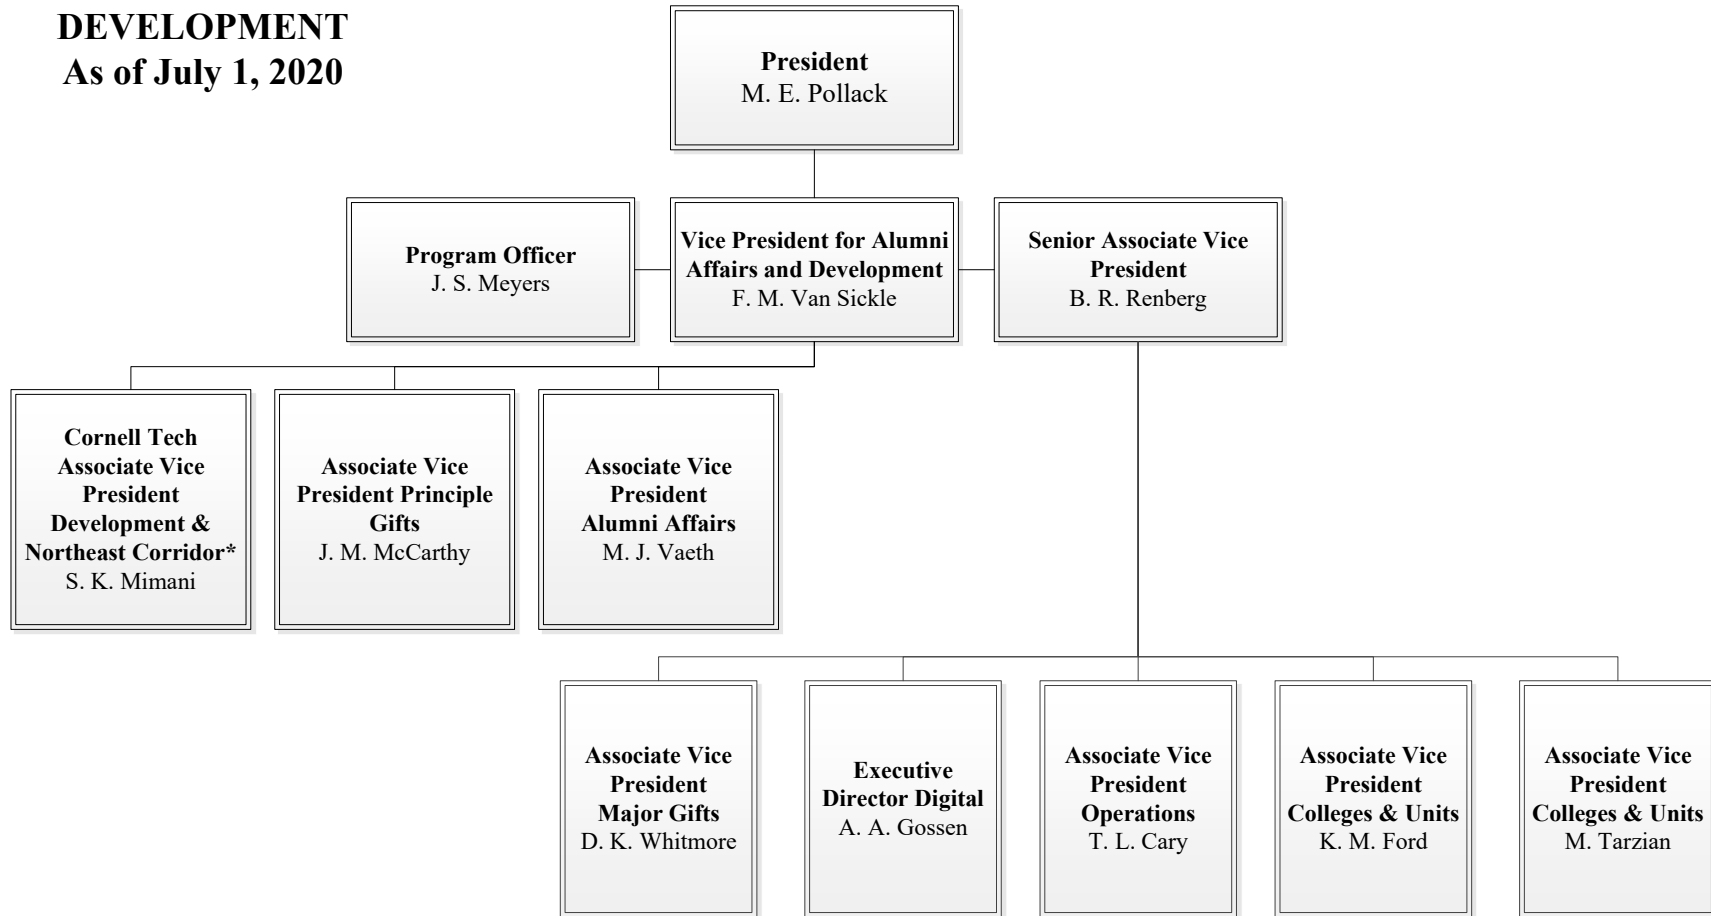 DEVELOPMENT
As of July 1, 2020
President
M. E. Pollack
Program Officer
J. S. Meyers
Vice President for Alumni
Affairs and Development
F. M. Van Sickle
Senior Associate Vice
President
B. R. Renberg
Cornell Tech
Associate Vice
President
Development &
Northeast Corridor*
S. K. Mimani
Associate Vice
President Principle
Gifts
J. M. McCarthy
Associate Vice
President
Alumni Affairs
M. J. Vaeth
Associate Vice
President
Major Gifts
D. K. Whitmore
Executive
Director Digital
A. A. Gossen
Associate Vice
President
Operations
T. L. Cary
Associate Vice
President
Colleges & Units
K. M. Ford
Associate Vice
President
Colleges & Units
M. Tarzian